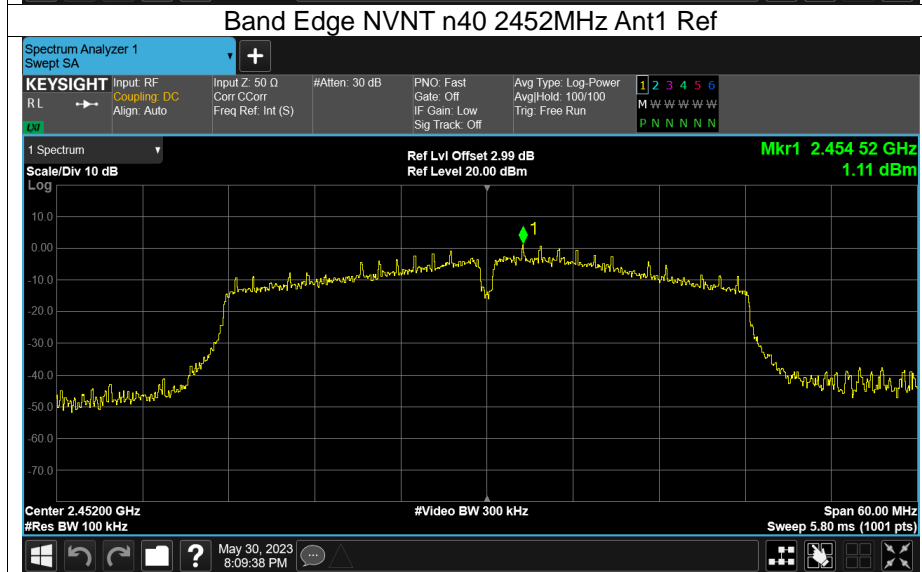 Band Edge NVNT n40 2452MHz Ant1 Ref
Spectrum Analyzer 1
Swept SA
+
KEYSIGHT Input: RF Input Z: 50 Ω #Atten: 30 dB PNO: Fast Avg Type: Log-Power 1 2 3 4 5 6
R L Coupling: DC Corr CCorr Gate: Off Avg|Hold: 100/100 M W W W W W
Align: Auto Freq Ref: Int (S) IF Gain: Low Trig: Free Run
LXI Sig Track: Off P N N N N N
1 Spectrum Ref Lvl Offset 2.99 dB Mkr1 2.454 52 GHz
Scale/Div 10 dB Ref Level 20.00 dBm 1.11 dBm
Log
10.0
1
0.00
-10.0
-20.0
-30.0
-40.0
-50.0
-60.0
-70.0
Center 2.45200 GHz #Video BW 300 kHz Span 60.00 MHz
#Res BW 100 kHz Sweep 5.80 ms (1001 pts)
? May 30, 2023
8:09:38 PM